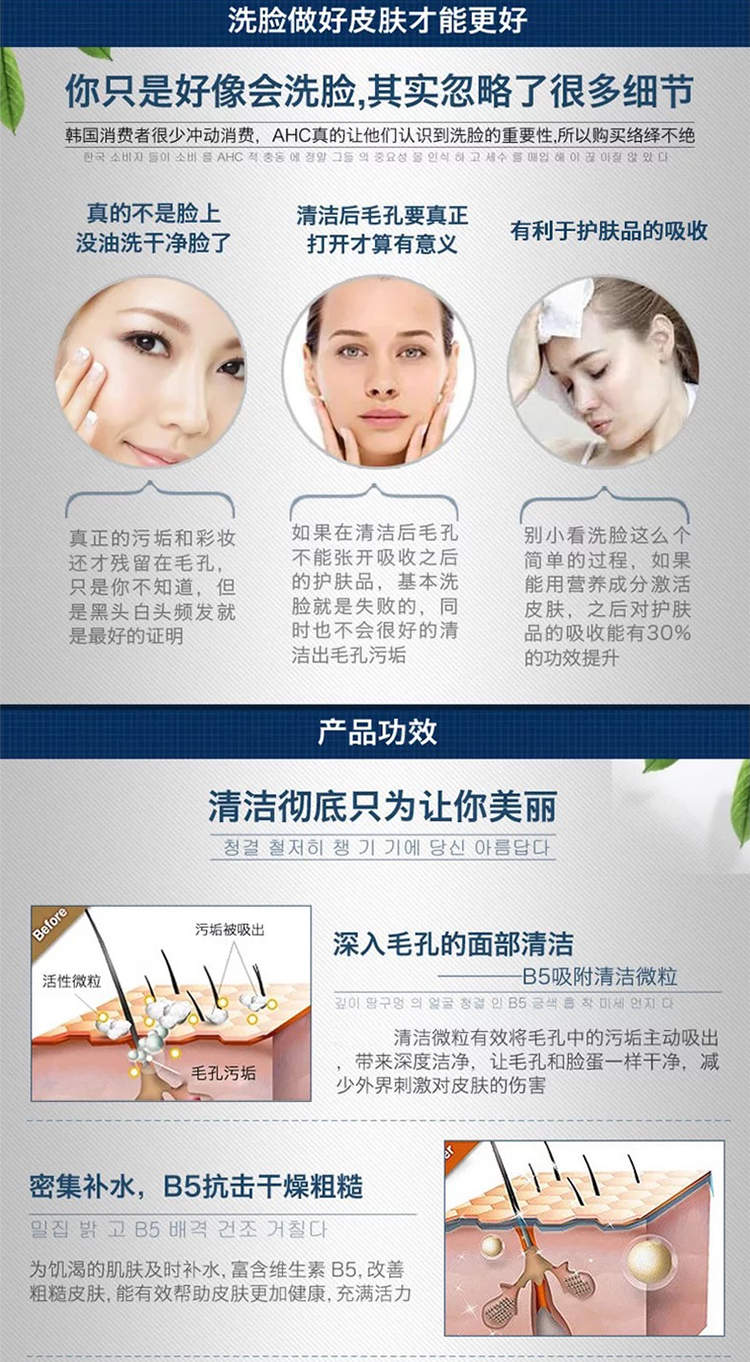 洗脸做好皮肤才能更好
你只是好像会洗脸,其实忽略了很多细节
韩国消费者很少冲动消费，AHC真的让他们认识到洗脸的重要性,所以购买络绎不绝
한국 소비자 들이 소비 를 AHC 적 충동 에 정말 그들 의 중요성 을 인식 하 고 세수 를 매입 해 야 끊 이질 않 았 다
真的不是脸上
没油洗干净脸了
清洁后毛孔要真正
打开才算有意义
有利于护肤品的吸收
真正的污垢和彩妆
还才残留在毛孔，
只是你不知道，但
是黑头白头频发就
是最好的证明
如果在清洁后毛孔
不能张开吸收之后
的护肤品，基本洗
脸就是失败的，同
时也不会很好的清
洁出毛孔污垢
别小看洗脸这么个
简单的过程，如果
能用营养成分激活
皮肤，之后对护肤
品的吸收能有30%
的功效提升
产品功效
清洁彻底只为让你美丽
청결 철저히 챙 기 기에 당신 아름답다
Before
污垢被吸出
活性微粒
毛孔污垢
深入毛孔的面部清洁
———B5吸附清洁微粒
깊이 땀구멍 의 얼굴 청결 인 B5 금색 흡 착 미세 먼지 다
清洁微粒有效将毛孔中的污垢主动吸出
，带来深度洁净，让毛孔和脸蛋一样干净，减
少外界刺激对皮肤的伤害
密集补水，B5抗击干燥粗糙
밀집 밝 고 B5 배격 건조 거칠다
为饥渴的肌肤及时补水,富含维生素 B5,改善
粗糙皮肤,能有效帮助皮肤更加健康,充满活力
er